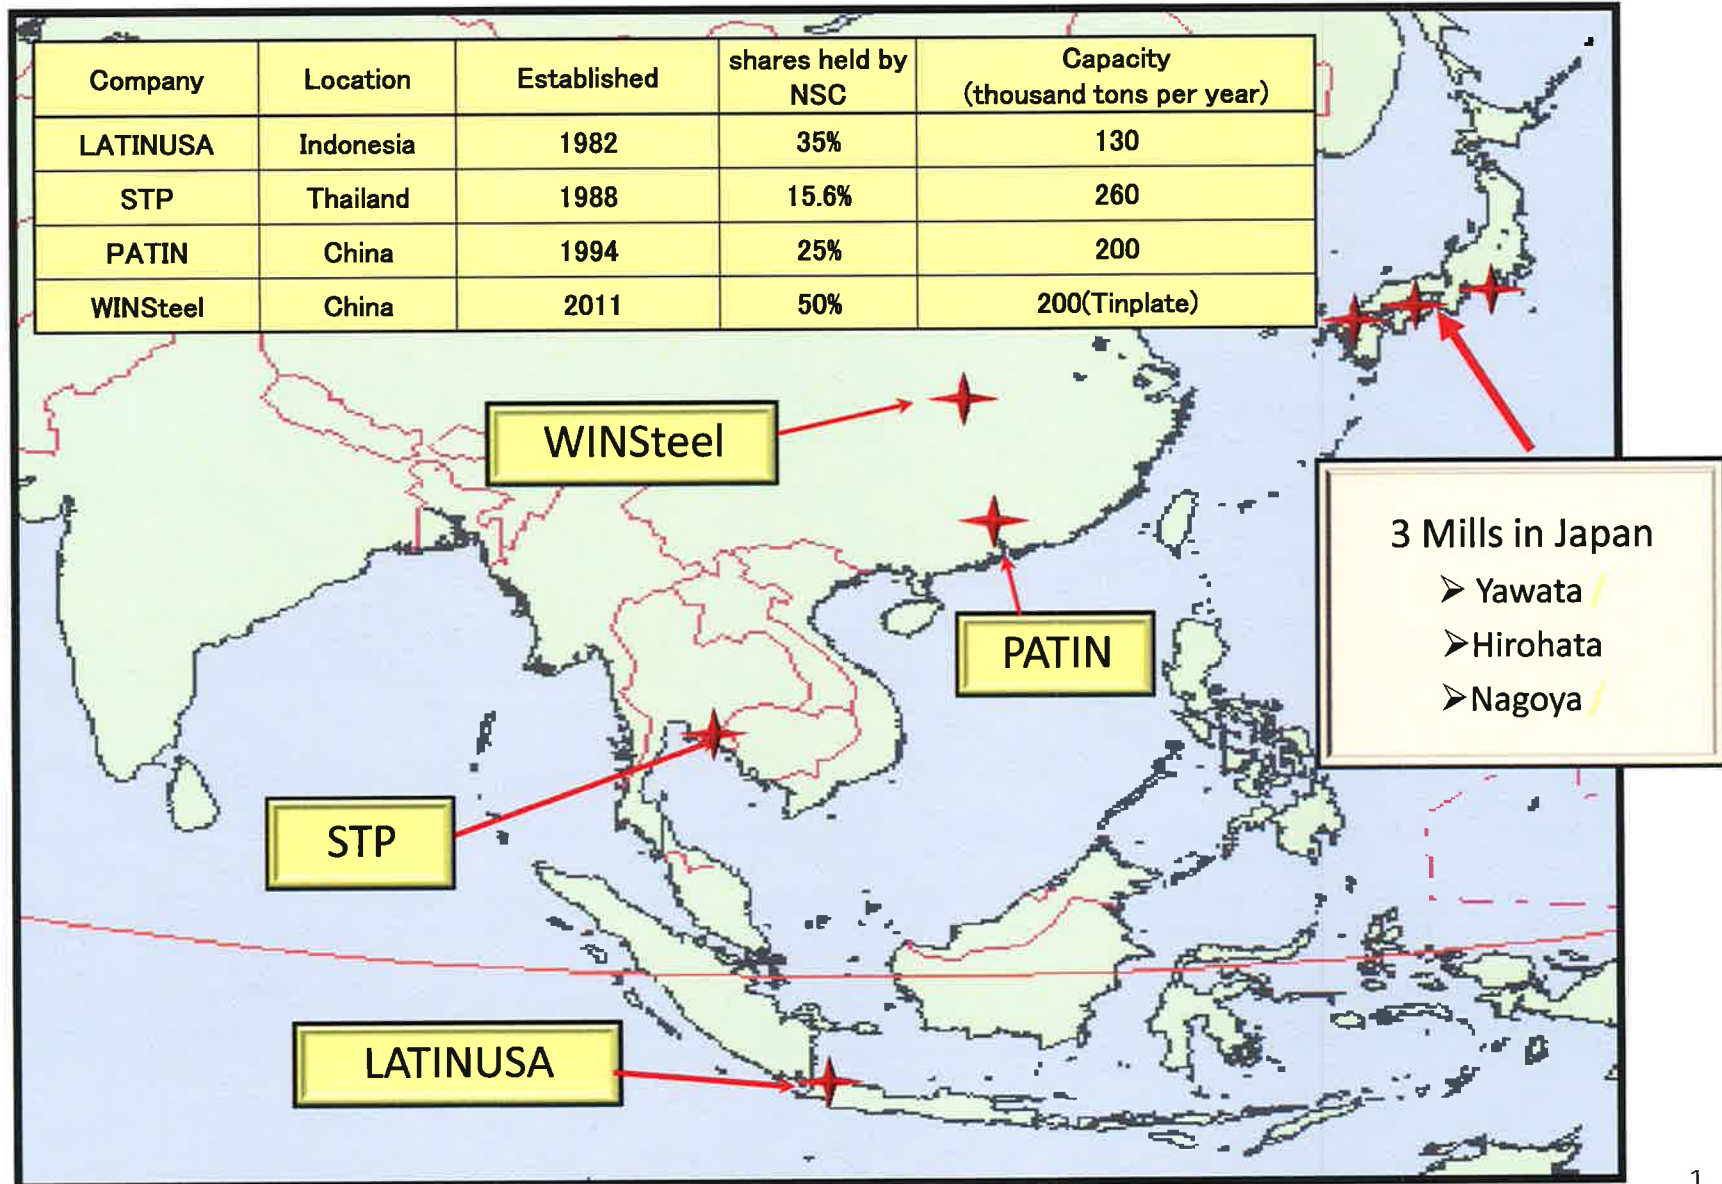 Company Location Established shares held by NSC Capacity (thousand tons per year)
LATINUSA Indonesia 1982 35% 130
STP Thailand 1988 15.6% 260
PATIN China 1994 25% 200
WINSteel China 2011 50% 200(Tinplate)
WINSteel
3 Mills in Japan
➢ Yawata /
➢Hirohata
➢Nagoya /
PATIN
STP
LATINUSA
1